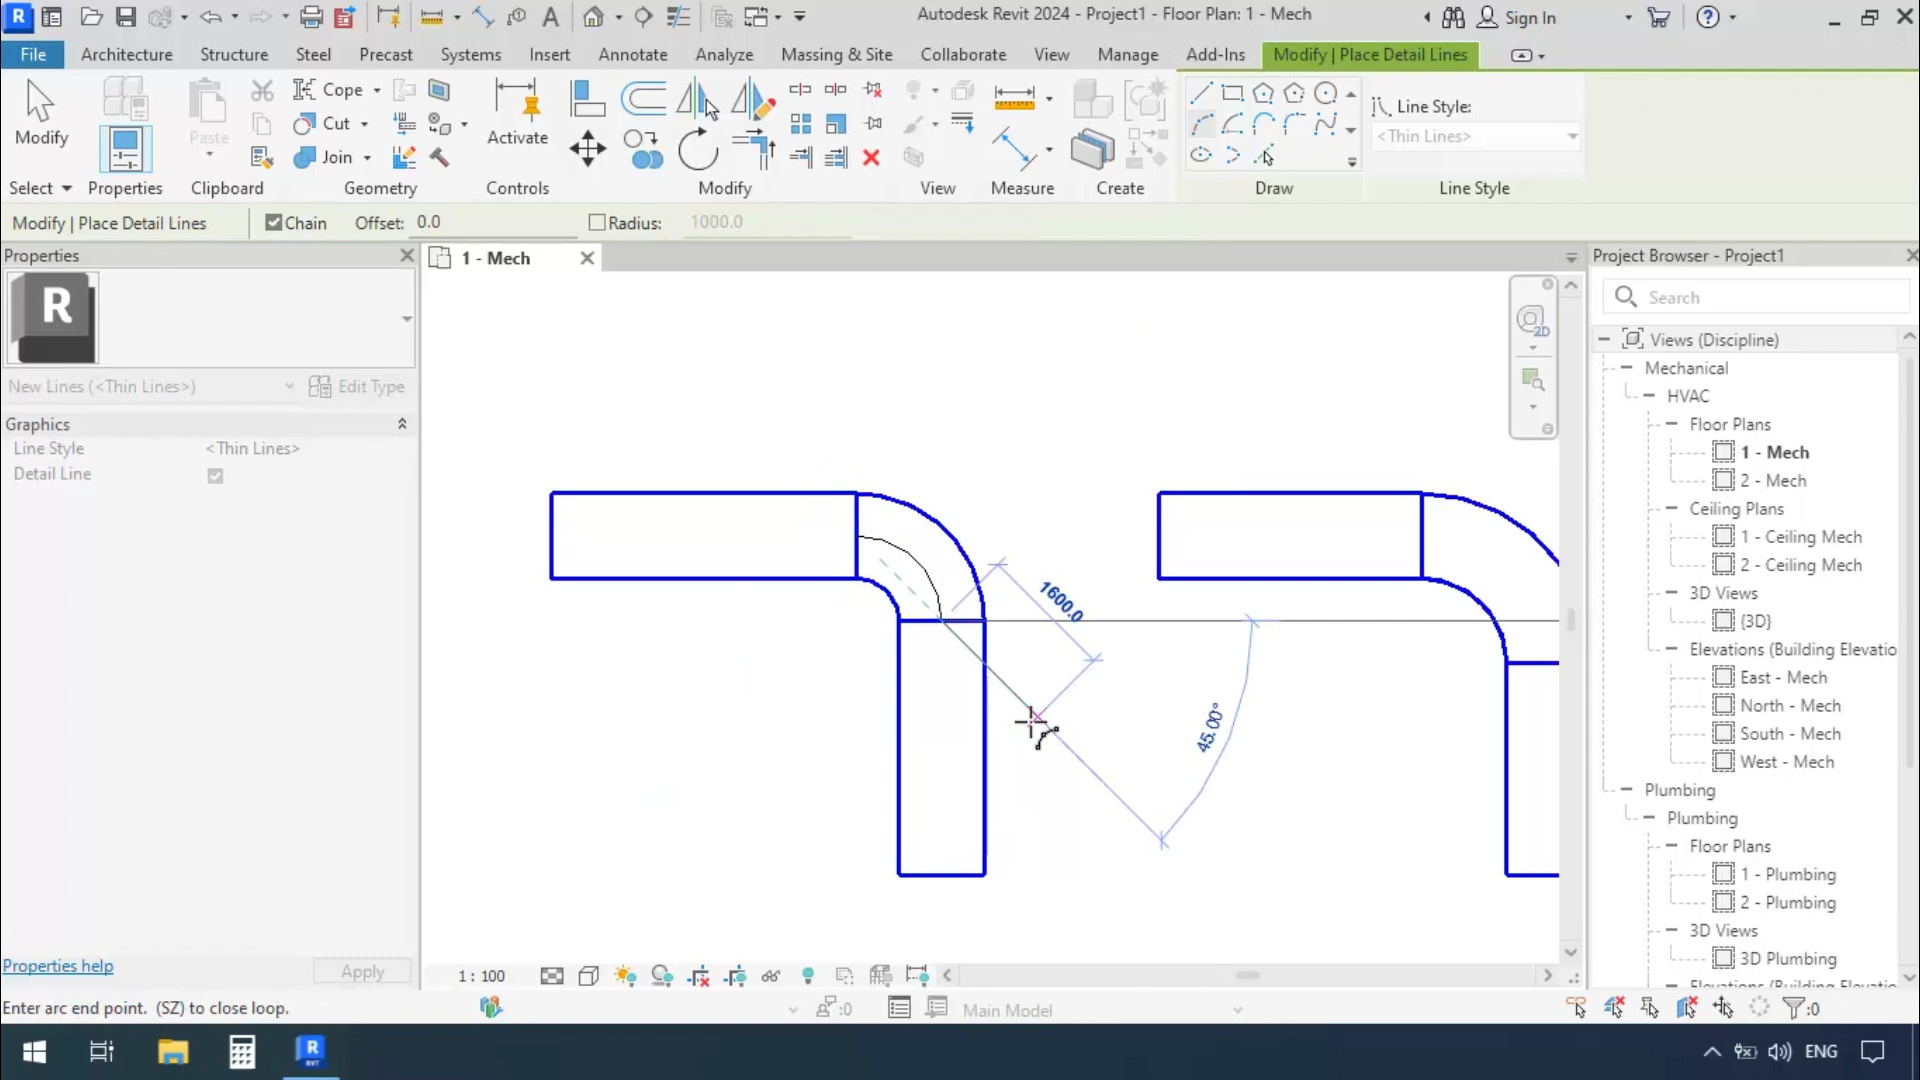 R
Autodesk Revit 2024 - Project1 - Floor Plan: 1 - Mech
Sign In
File
Architecture
Structure
Steel
Precast
Systems
Insert
Annotate
Analyze
Massing & Site
Collaborate
View
Manage
Add-Ins
Modify | Place Detail Lines
Modify
Paste
Cope
Cut
Join
Activate
Line Style:
<Thin Lines>
Select
Properties
Clipboard
Geometry
Controls
Modify
View
Measure
Create
Draw
Line Style
Modify | Place Detail Lines
Chain
Offset: 0.0
Radius: 1000.0
Properties
R
New Lines (<Thin Lines>)
Edit Type
Graphics
Line Style <Thin Lines>
Detail Line
Properties help
Apply
1 - Mech
2D
1600.0
45.00°
Project Browser - Project1
Search
Views (Discipline)
Mechanical
HVAC
Floor Plans
1 - Mech
2 - Mech
Ceiling Plans
1 - Ceiling Mech
2 - Ceiling Mech
3D Views
{3D}
Elevations (Building Elevatio
East - Mech
North - Mech
South - Mech
West - Mech
Plumbing
Plumbing
Floor Plans
1 - Plumbing
2 - Plumbing
3D Views
3D Plumbing
1 : 100
Enter arc end point. (SZ) to close loop.
:0
Main Model
:0
R
ENG